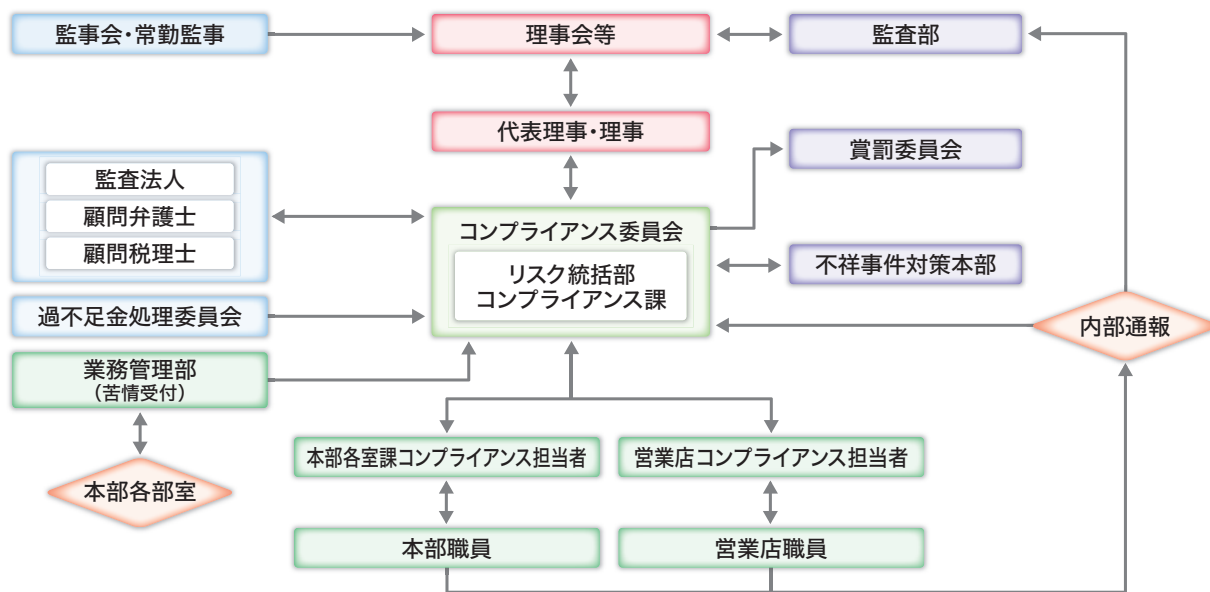 監事会・常勤監事
理事会等
監査部
代表理事・理事
賞罰委員会
監査法人
顧問弁護士
顧問税理士
コンプライアンス委員会
リスク統括部
コンプライアンス課
不祥事件対策本部
過不足金処理委員会
内部通報
業務管理部
（苦情受付）
本部各部室
本部各室課コンプライアンス担当者
営業店コンプライアンス担当者
本部職員
営業店職員